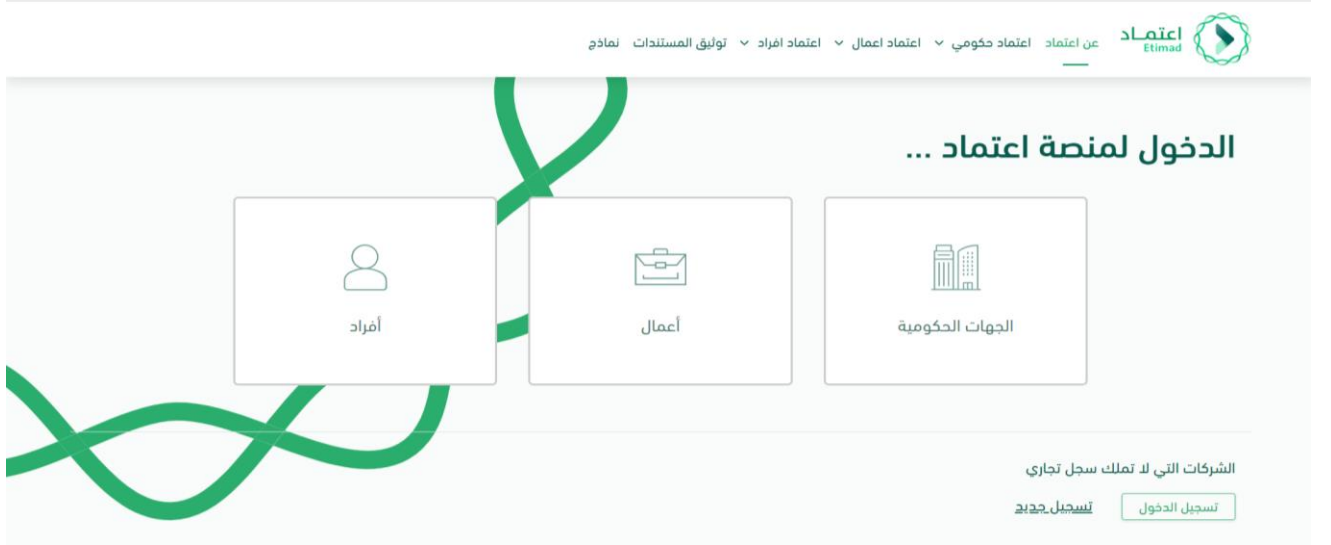 اعتمــاد
Etimad
عن اعتماد اعتماد حكومي اعتماد اعمال اعتماد افراد توثيق المستندات نماذج
الدخول لمنصة اعتماد ...
الجهات الحكومية
أعمال
أفراد
الشركات التي لا تملك سجل تجاري
تسجيل الدخول تسجيل جديد